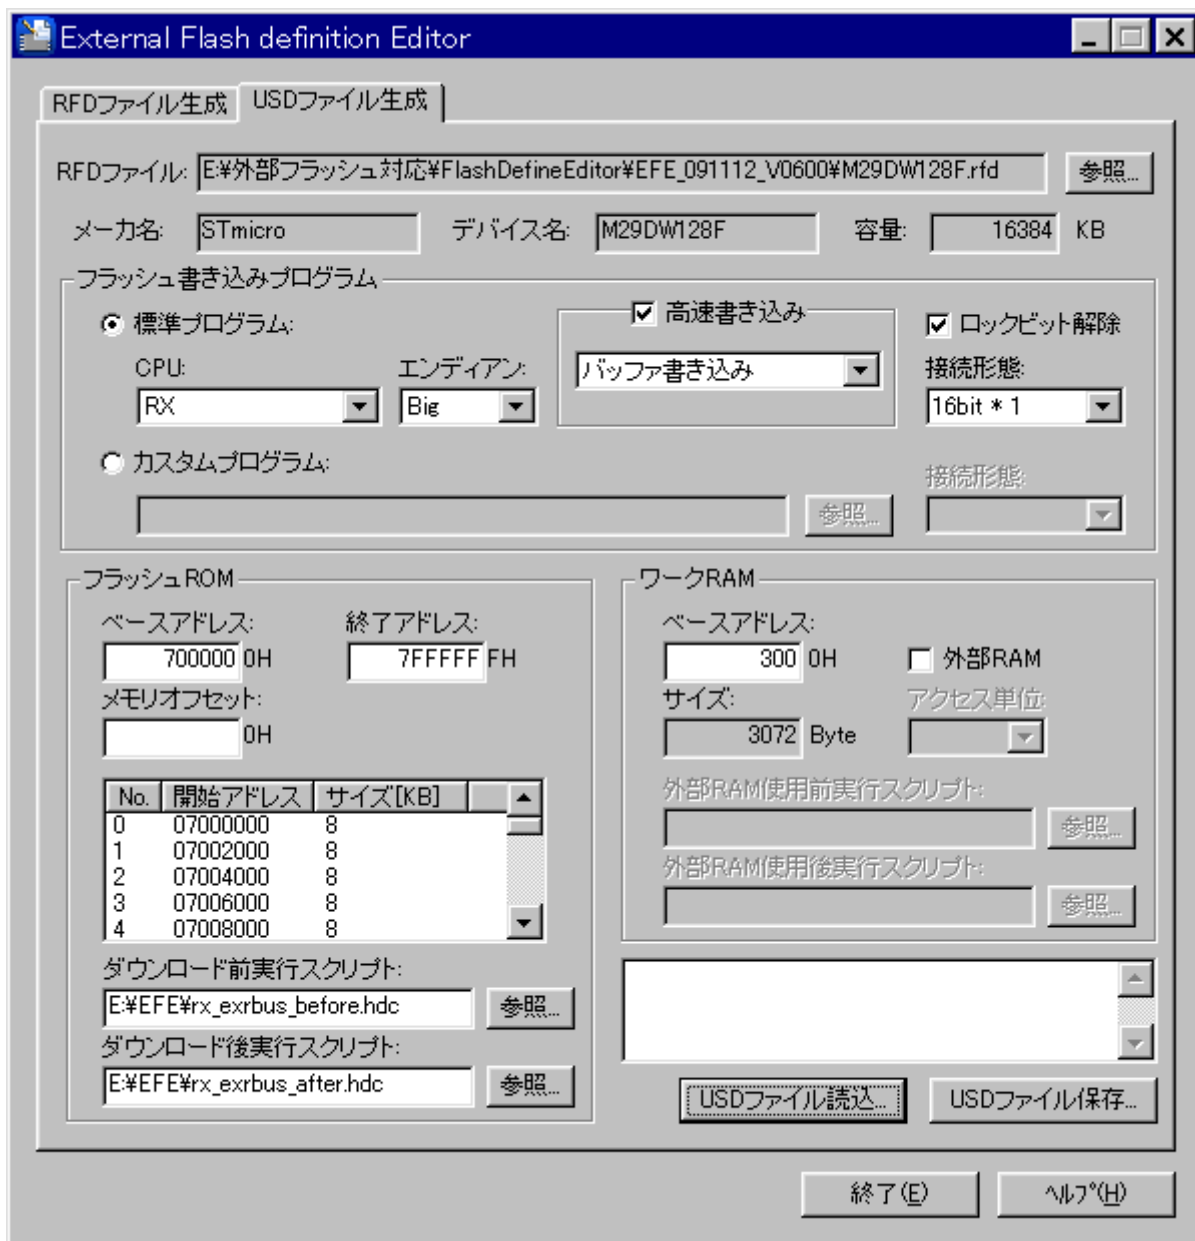 External Flash definition Editor
RFDファイル生成 USDファイル生成
RFDファイル: E:¥外部フラッシュ対応¥FlashDefineEditor¥EFE_091112_V0600¥M29DW128F.rfd 参照...
メーカ名: STmicro デバイス名: M29DW128F 容量: 16384 KB
フラッシュ書き込みプログラム
標準プログラム: 高速書き込み ロックビット解除
CPU: エンディアン: バッファ書き込み 接続形態:
RX Big 16bit * 1
カスタムプログラム: 接続形態:
参照...
フラッシュROM
ベースアドレス: 終了アドレス:
700000 0H 7FFFFF FH
メモリオフセット:
0H
No. 開始アドレス サイズ[KB]
0 07000000 8
1 07002000 8
2 07004000 8
3 07006000 8
4 07008000 8
ダウンロード前実行スクリプト:
E:¥EFE¥rx_exrbus_before.hdc 参照...
ダウンロード後実行スクリプト:
E:¥EFE¥rx_exrbus_after.hdc 参照...
ワークRAM
ベースアドレス:
300 0H 外部RAM
サイズ: アクセス単位:
3072 Byte
外部RAM使用前実行スクリプト:
参照...
外部RAM使用後実行スクリプト:
参照...
USDファイル読込... USDファイル保存...
終了(E) ヘルプ(H)